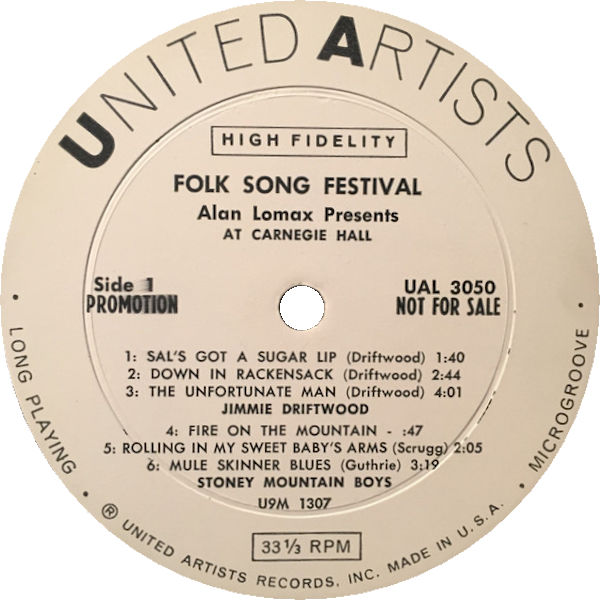 UNITED ARTISTS
HIGH FIDELITY
FOLK SONG FESTIVAL
Alan Lomax Presents
AT CARNEGIE HALL
Side 1
UAL 3050
PROMOTION
NOT FOR SALE
1: SAL'S GOT A SUGAR LIP (Driftwood) 1:40
2: DOWN IN RACKENSACK (Driftwood) 2:44
3: THE UNFORTUNATE MAN (Driftwood) 4:01
JIMMIE DRIFTWOOD
4: FIRE ON THE MOUNTAIN - :47
5: ROLLING IN MY SWEET BABY'S ARMS (Scrugg) 2:05
6: MULE SKINNER BLUES (Guthrie) 3:19
STONEY MOUNTAIN BOYS
U9M 1307
33⅓ RPM
• LONG PLAYING • ® UNITED ARTISTS RECORDS, INC. MADE IN U.S.A. • MICROGROOVE •